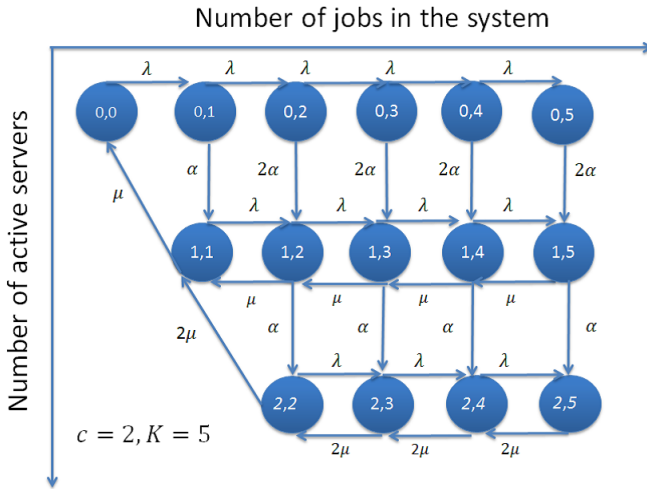 Number of jobs in the system
Number of active servers
λ λ λ λ λ
0,0 0,1 0,2 0,3 0,4 0,5
α 2α 2α 2α 2α
μ
λ λ λ λ
1,1 1,2 1,3 1,4 1,5
μ μ μ μ
2μ α α α α
λ λ λ
2,2 2,3 2,4 2,5
2μ 2μ 2μ
c = 2, K = 5